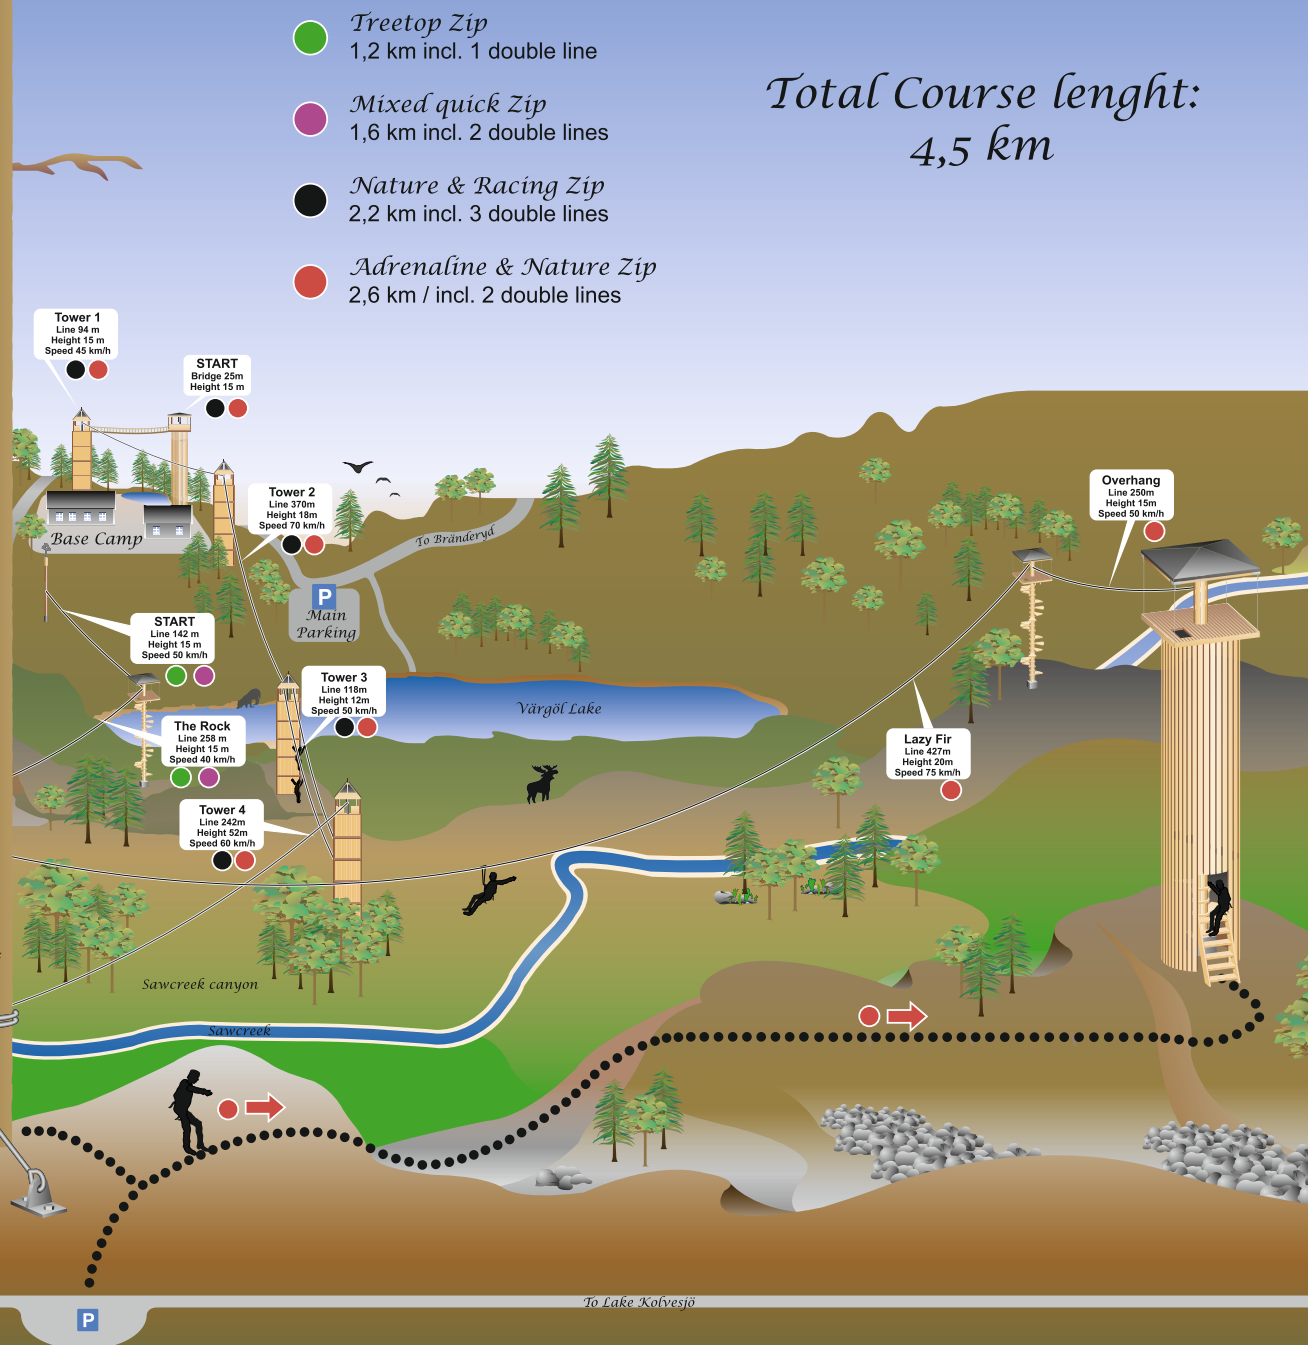 Treetop Zip
1,2 km incl. 1 double line
Mixed quick Zip
1,6 km incl. 2 double lines
Nature & Racing Zip
2,2 km incl. 3 double lines
Adrenaline & Nature Zip
2,6 km / incl. 2 double lines
Total Course lenght:
4,5 km
Tower 1
Line 94 m
Height 15 m
Speed 45 km/h
START
Bridge 25m
Height 15 m
Tower 2
Line 370m
Height 18m
Speed 70 km/h
Overhang
Line 250m
Height 15m
Speed 50 km/h
Base Camp
To Bränderyd
P
Main
Parking
START
Line 142 m
Height 15 m
Speed 50 km/h
Tower 3
Line 118m
Height 12m
Speed 50 km/h
Värgöl Lake
The Rock
Line 258 m
Height 15 m
Speed 40 km/h
Lazy Fir
Line 427m
Height 20m
Speed 75 km/h
Tower 4
Line 242m
Height 52m
Speed 60 km/h
Sawcreek canyon
Sawcreek
To Lake Kolvesjö
P